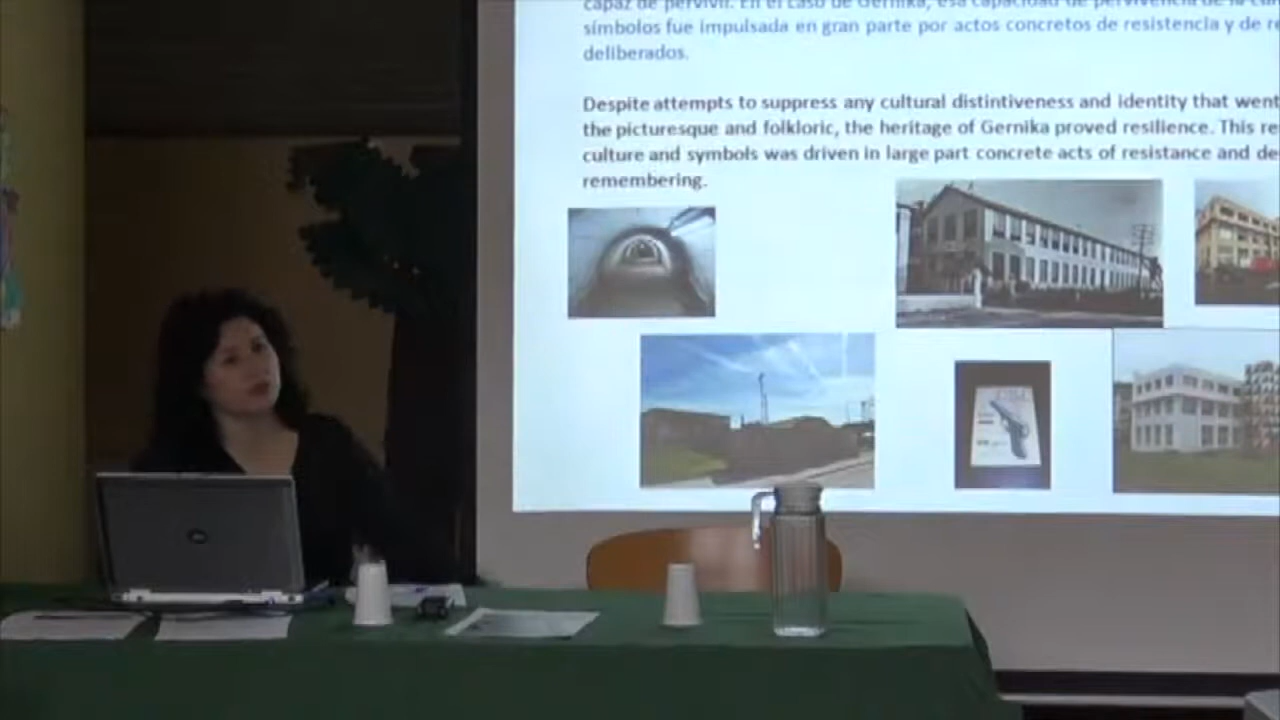 capaz de pervivir. En el caso de Gernika, esa capacidad de pervivencia de la
símbolos fue impulsada en gran parte por actos concretos de resistencia y de
deliberados.
Despite attempts to suppress any cultural distintiveness and identity that went
the picturesque and folkloric, the heritage of Gernika proved resilience. This
culture and symbols was driven in large part concrete acts of resistance and
remembering.